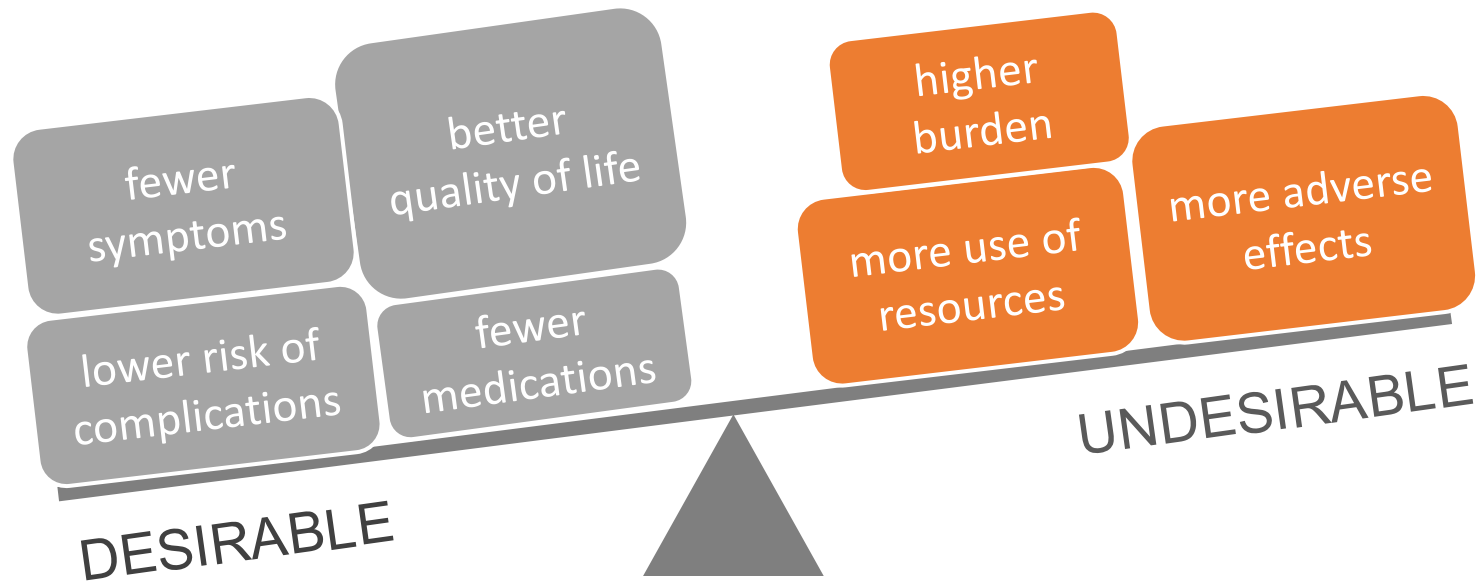 fewer
symptoms
better
quality of life
lower risk of
complications
fewer
medications
DESIRABLE
higher
burden
more use of
resources
more adverse
effects
UNDESIRABLE